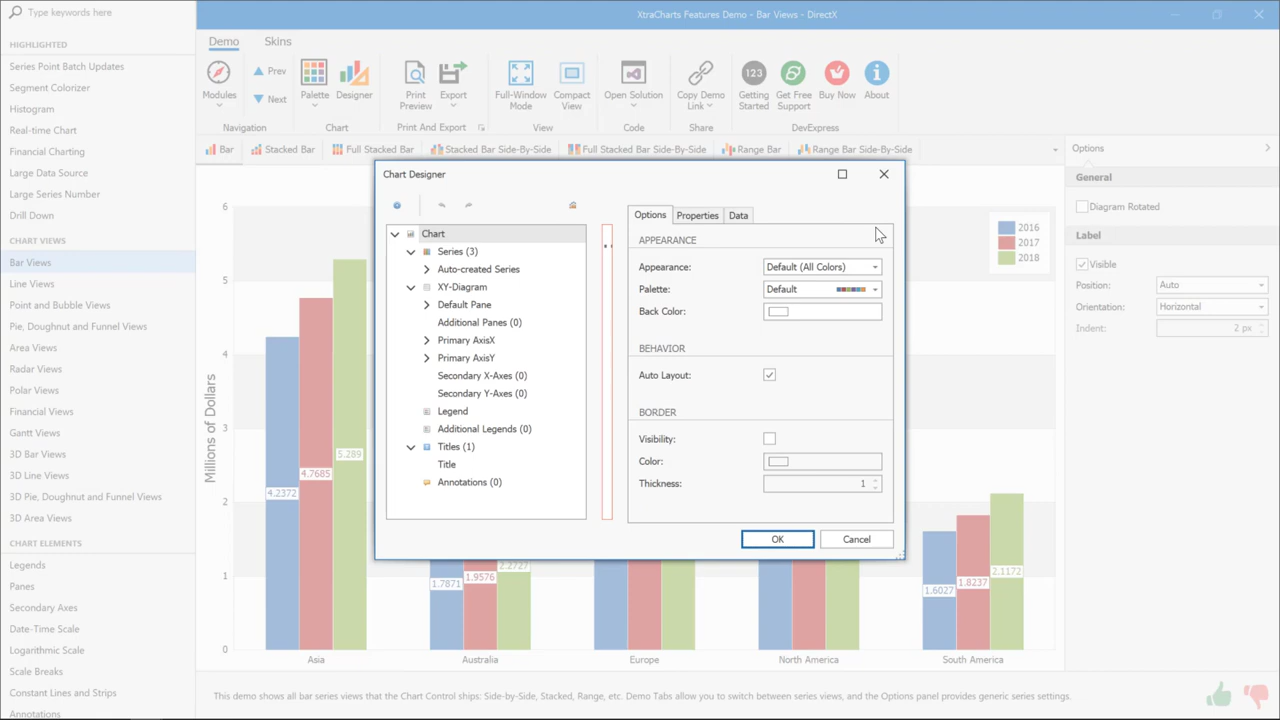 Type keywords here
XtraCharts Features Demo - Bar Views - DirectX
HIGHLIGHTED
Series Point Batch Updates
Segment Colorizer
Histogram
Real-time Chart
Financial Charting
Large Data Source
Large Series Number
Drill Down
CHART VIEWS
Bar Views
Line Views
Point and Bubble Views
Pie, Doughnut and Funnel Views
Area Views
Radar Views
Polar Views
Financial Views
Gantt Views
3D Bar Views
3D Line Views
3D Pie, Doughnut and Funnel Views
3D Area Views
CHART ELEMENTS
Legends
Panes
Secondary Axes
Date-Time Scale
Logarithmic Scale
Scale Breaks
Constant Lines and Strips
Annotations
Demo Skins
Modules
Prev
Next
Navigation
Palette
Designer
Chart
Print Preview
Export
Print And Export
Full-Window Mode
Compact View
View
Open Solution
Code
Copy Demo Link
Share
123
Getting Started
Get Free Support
Buy Now
About
DevExpress
Bar Stacked Bar Full Stacked Bar Stacked Bar Side-By-Side Full Stacked Bar Side-By-Side Range Bar Range Bar Side-By-Side
Millions of Dollars
6
5
4
3
2
1
0
4.2372
4.7685
5.289
1.7871
1.9576
2.2727
1.6027
1.8237
2.1172
Asia Australia Europe North America South America
2016
2017
2018
Chart Designer
Chart
Series (3)
Auto-created Series
XY-Diagram
Default Pane
Additional Panes (0)
Primary AxisX
Primary AxisY
Secondary X-Axes (0)
Secondary Y-Axes (0)
Legend
Additional Legends (0)
Titles (1)
Title
Annotations (0)
Options Properties Data
APPEARANCE
Appearance: Default (All Colors)
Palette: Default
Back Color:
BEHAVIOR
Auto Layout:
BORDER
Visibility:
Color:
Thickness: 1
OK Cancel
Options
General
Diagram Rotated
Label
Visible
Position: Auto
Orientation: Horizontal
Indent: 2 px
This demo shows all bar series views that the Chart Control ships: Side-by-Side, Stacked, Range, etc. Demo Tabs allow you to switch between series views, and the Options panel provides generic series settings.